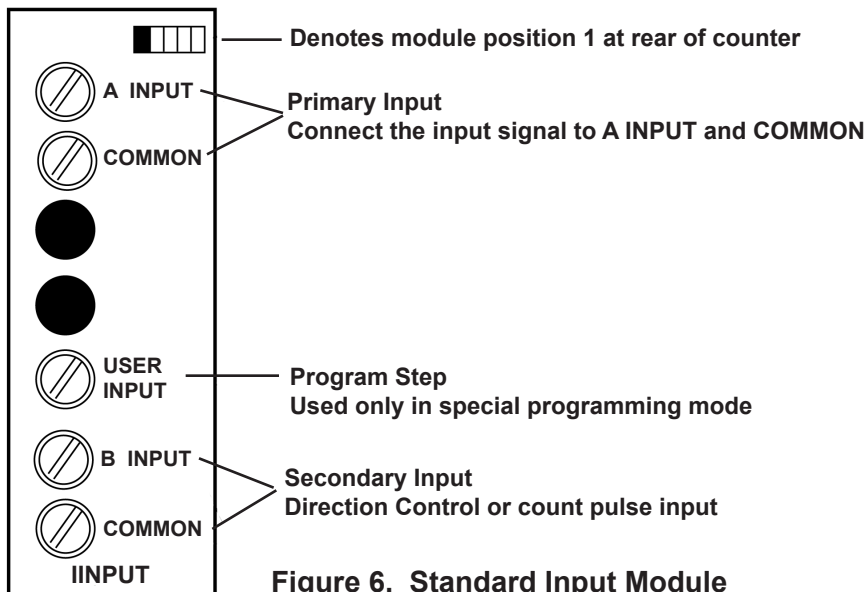 Denotes module position 1 at rear of counter
A INPUT
Primary Input
Connect the input signal to A INPUT and COMMON
COMMON
USER
INPUT
Program Step
Used only in special programming mode
B INPUT
Secondary Input
Direction Control or count pulse input
COMMON
IINPUT
Figure 6. Standard Input Module